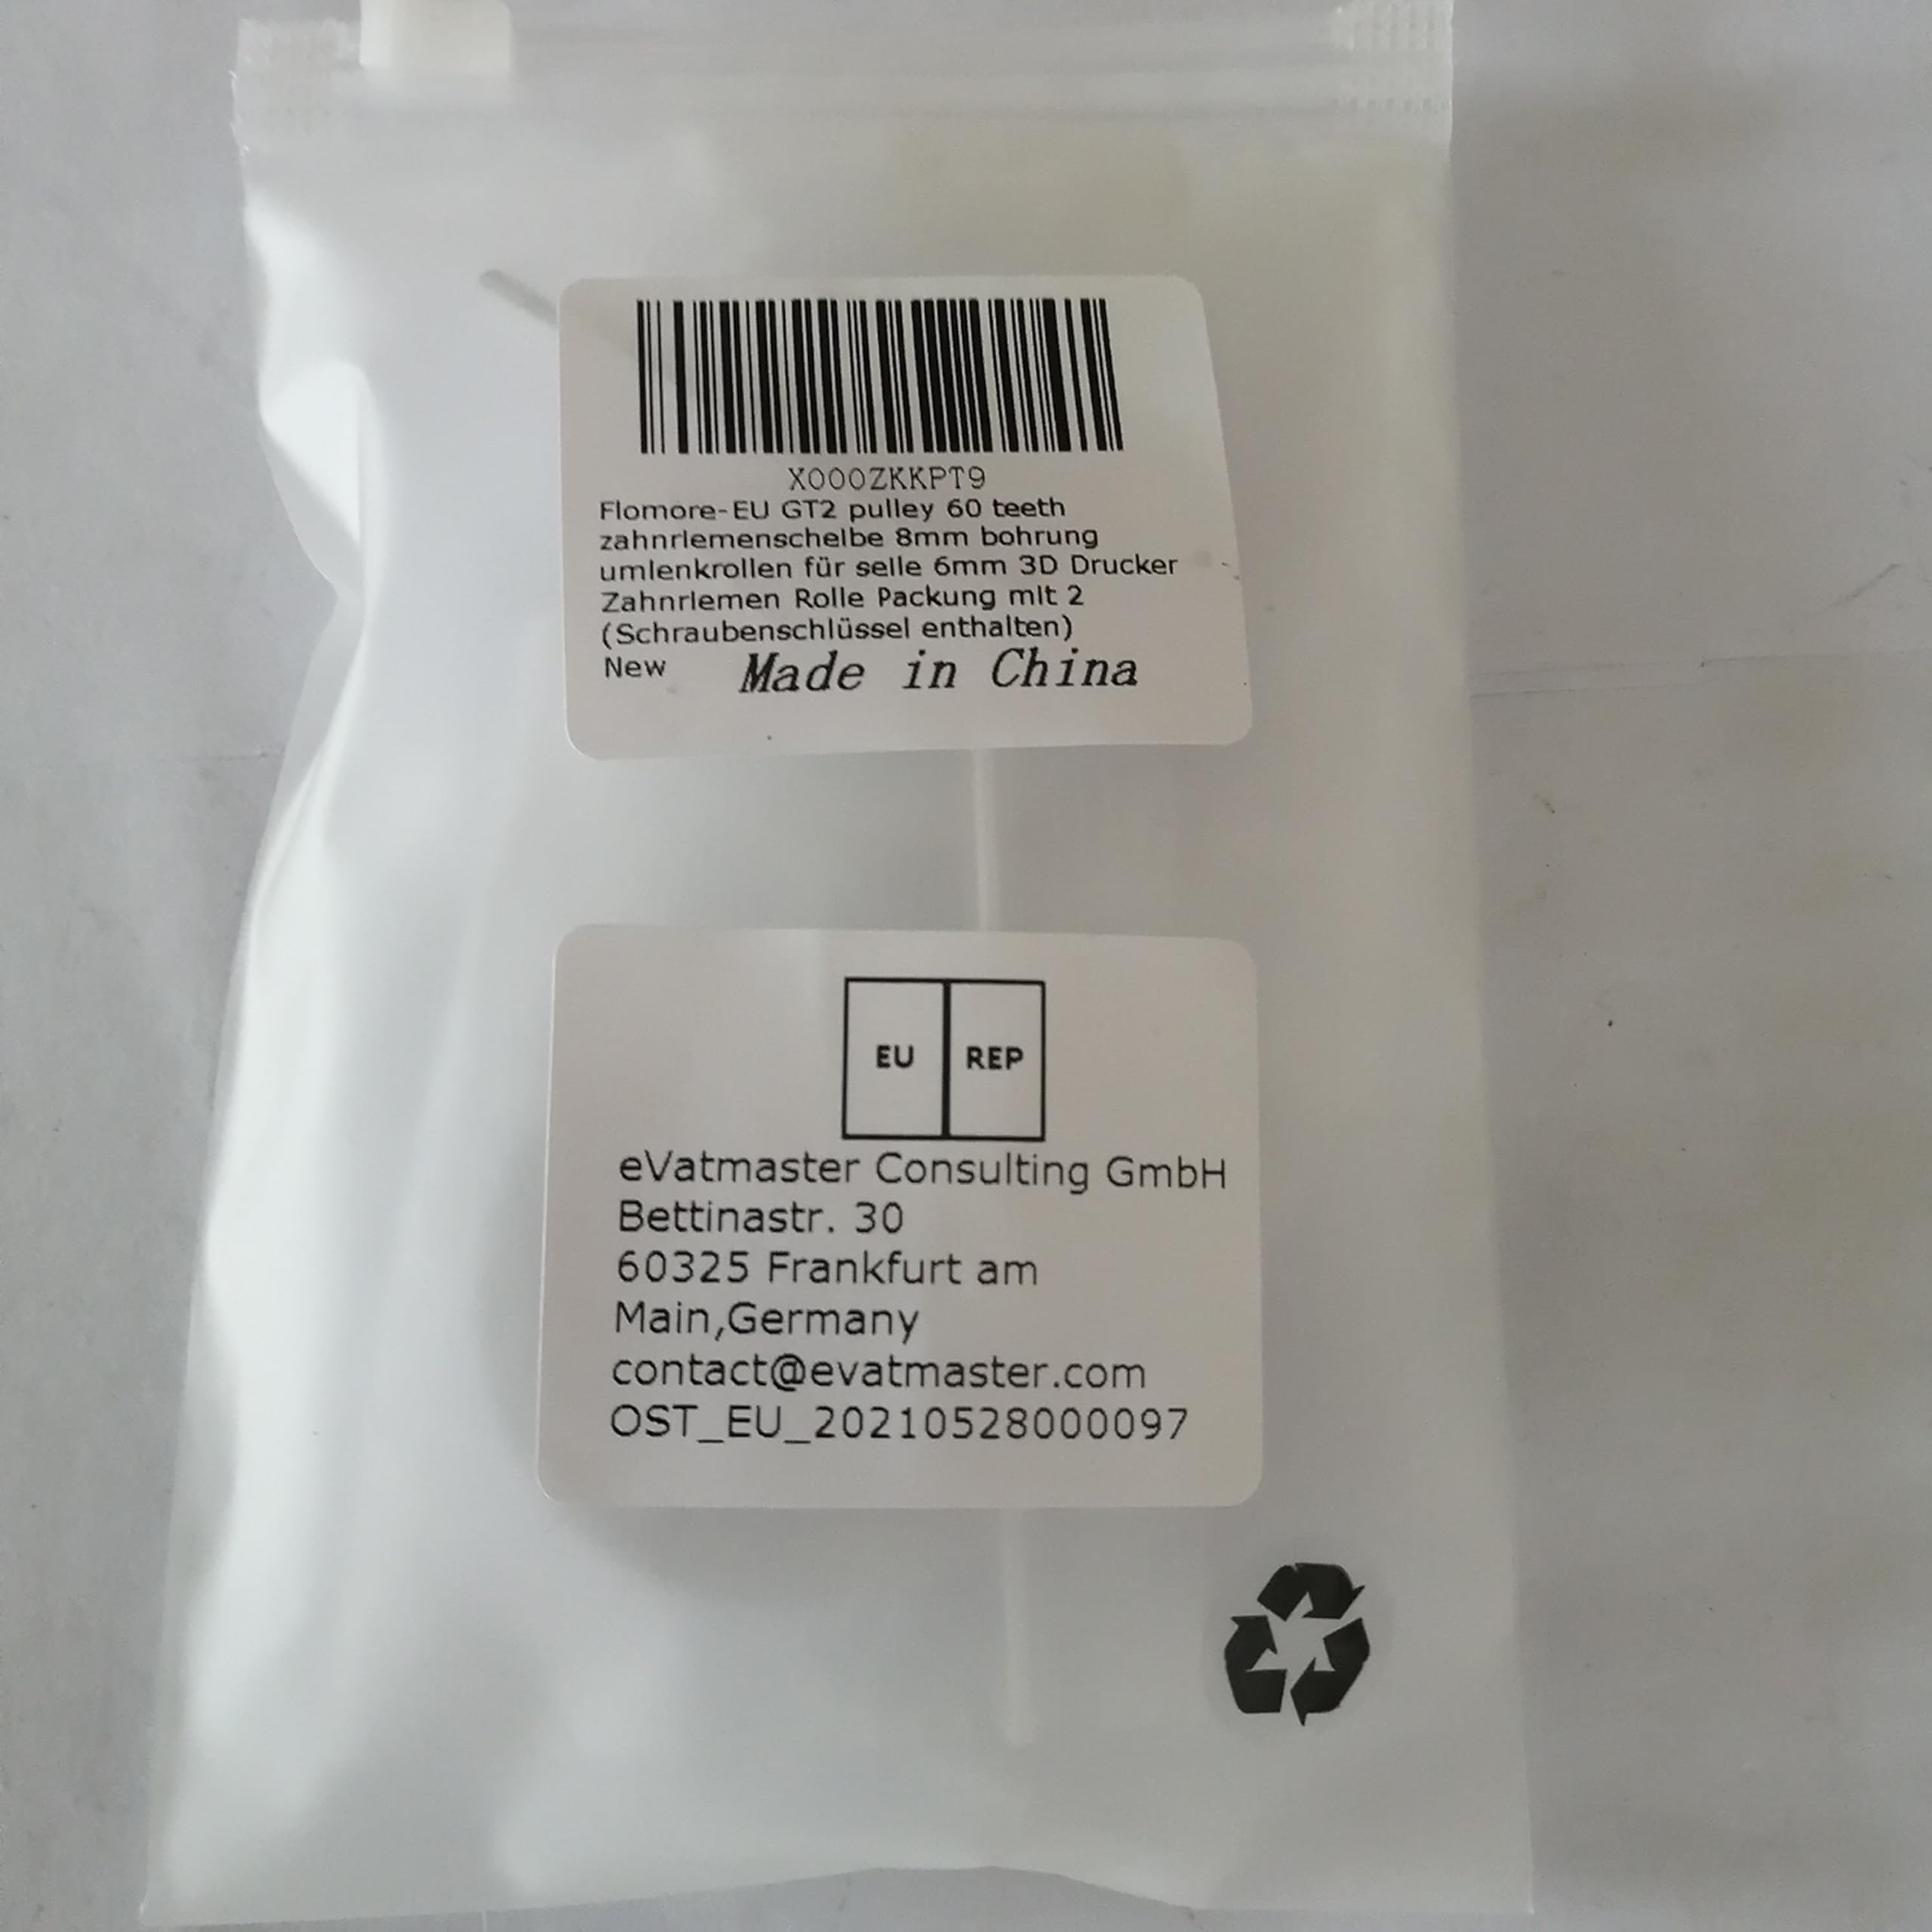 X000ZKKPT9
Flomore-EU GT2 pulley 60 teeth
zahnriemenscheibe 8mm bohrung
umlenkrollen für seile 6mm 3D Drucker
Zahnriemen Rolle Packung mit 2
(Schraubenschlüssel enthalten)
New Made in China
EU REP
eVatmaster Consulting GmbH
Bettinastr. 30
60325 Frankfurt am
Main,Germany
contact@evatmaster.com
OST_EU_20210528000097